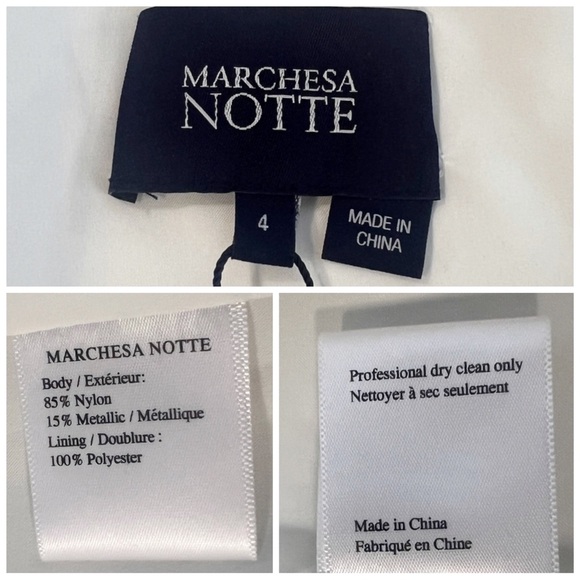 MARCHESA
NOTTE
4
MADE IN
CHINA
MARCHESA NOTTE
Body / Extérieur:
85% Nylon
15% Metallic / Métallique
Lining / Doublure :
100% Polyester
Professional dry clean only
Nettoyer à sec seulement
Made in China
Fabriqué en Chine